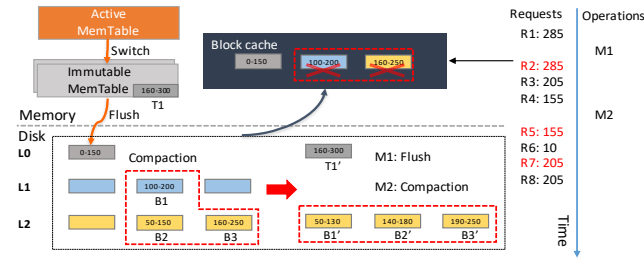 Active
MemTable
Switch
Immutable
MemTable
160-300
T1
Flush
Memory
Disk
Block cache
0-150
100-200
160-250
Requests
Operations
R1: 285
M1
R2: 285
R3: 205
R4: 155
M2
R5: 155
R6: 10
R7: 205
R8: 205
Time
L0
0-150
Compaction
160-300
T1’
M1: Flush
L1
100-200
B1
M2: Compaction
L2
50-150
B2
160-250
B3
50-130
B1’
140-180
B2’
190-250
B3’